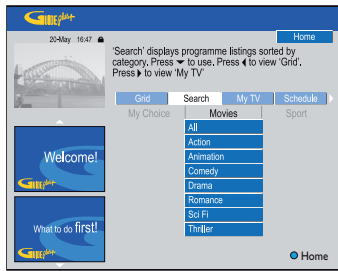 GUIDE plus+
20-May 16:47
Home
'Search' displays programme listings sorted by
category. Press to use. Press to view 'Grid'.
Press to view 'My TV'
Grid Search My TV Schedule
My Choice Movies Sport
All
Action
Animation
Comedy
Drama
Romance
Sci Fi
Thriller
Welcome!
GUIDE plus+
What to do first!
GUIDE plus+
Home